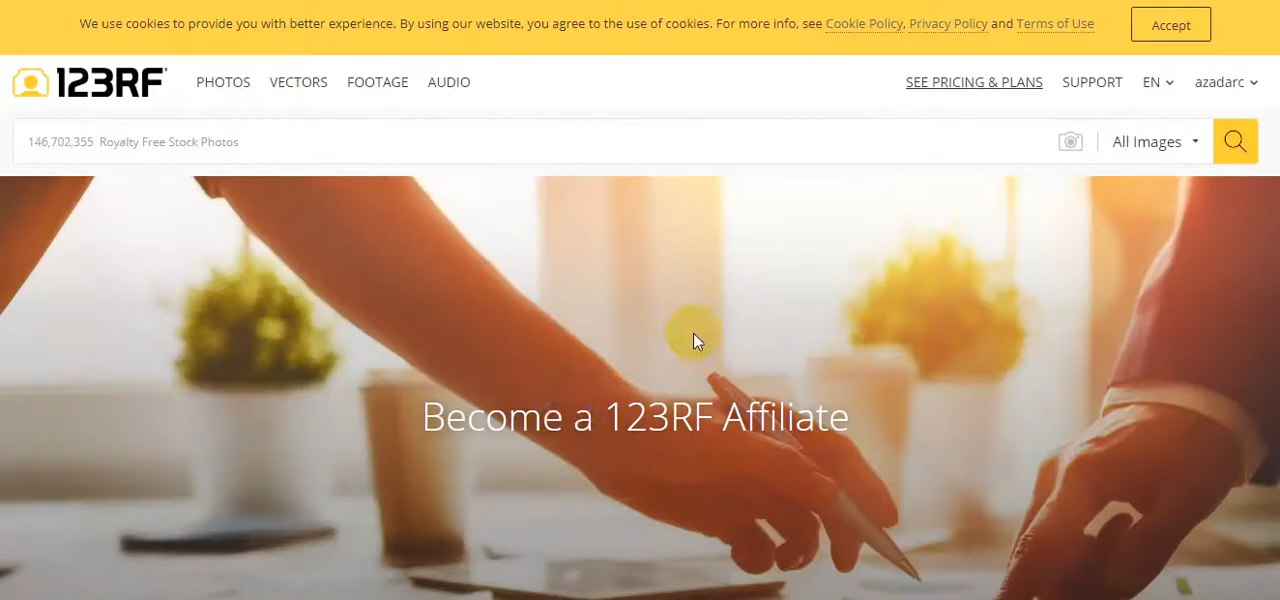 We use cookies to provide you with better experience. By using our website, you agree to the use of cookies. For more info, see Cookie Policy, Privacy Policy and Terms of Use
Accept
123RF PHOTOS VECTORS FOOTAGE AUDIO SEE PRICING & PLANS SUPPORT EN azadarc
146,702,355 Royalty Free Stock Photos All Images
Become a 123RF Affiliate